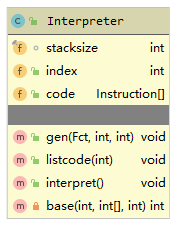 C Interpreter
f stacksize int
f index int
f code Instruction[]
m gen(Fct, int, int) void
m listcode(int) void
m interpret() void
m base(int, int[], int) int